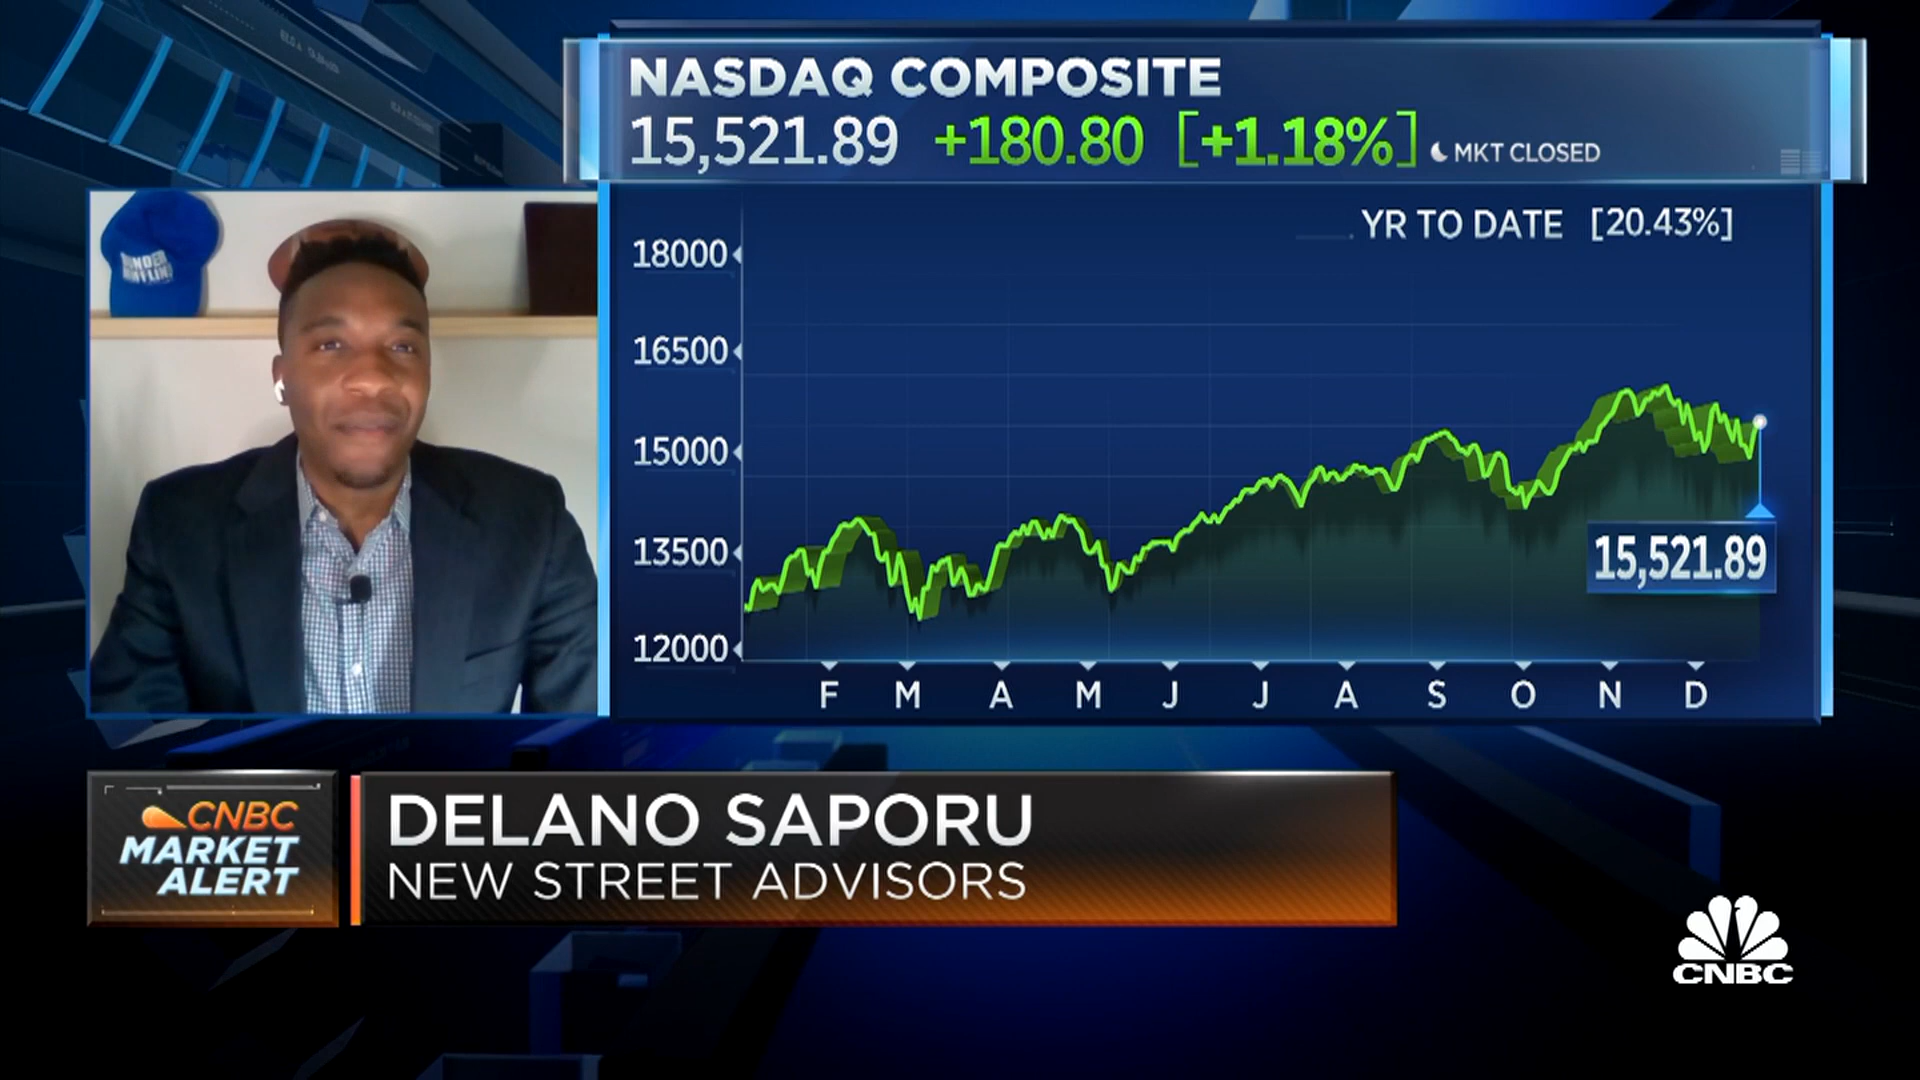 NASDAQ COMPOSITE
15,521.89 +180.80 [+1.18%] MKT CLOSED
YR TO DATE [20.43%]
18000
16500
15000
13500
12000
15,521.89
F M A M J J A S O N D
CNBC
MARKET
ALERT
DELANO SAPORU
NEW STREET ADVISORS
CNBC